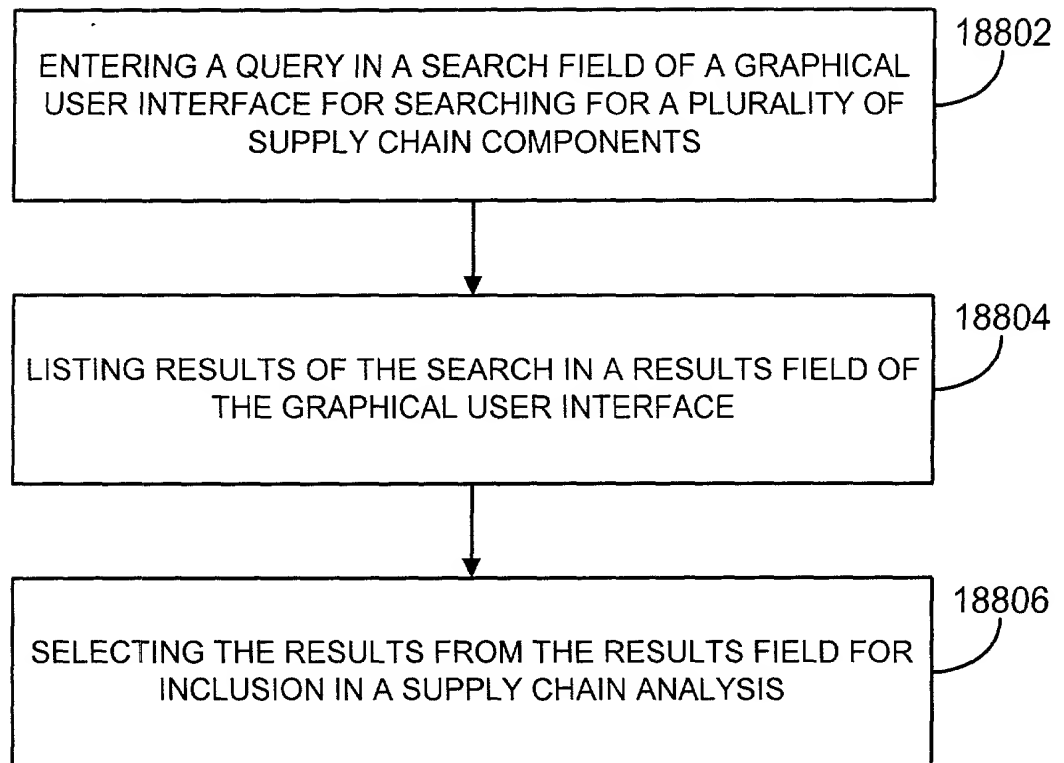 18802
ENTERING A QUERY IN A SEARCH FIELD OF A GRAPHICAL
USER INTERFACE FOR SEARCHING FOR A PLURALITY OF
SUPPLY CHAIN COMPONENTS
18804
LISTING RESULTS OF THE SEARCH IN A RESULTS FIELD OF
THE GRAPHICAL USER INTERFACE
18806
SELECTING THE RESULTS FROM THE RESULTS FIELD FOR
INCLUSION IN A SUPPLY CHAIN ANALYSIS